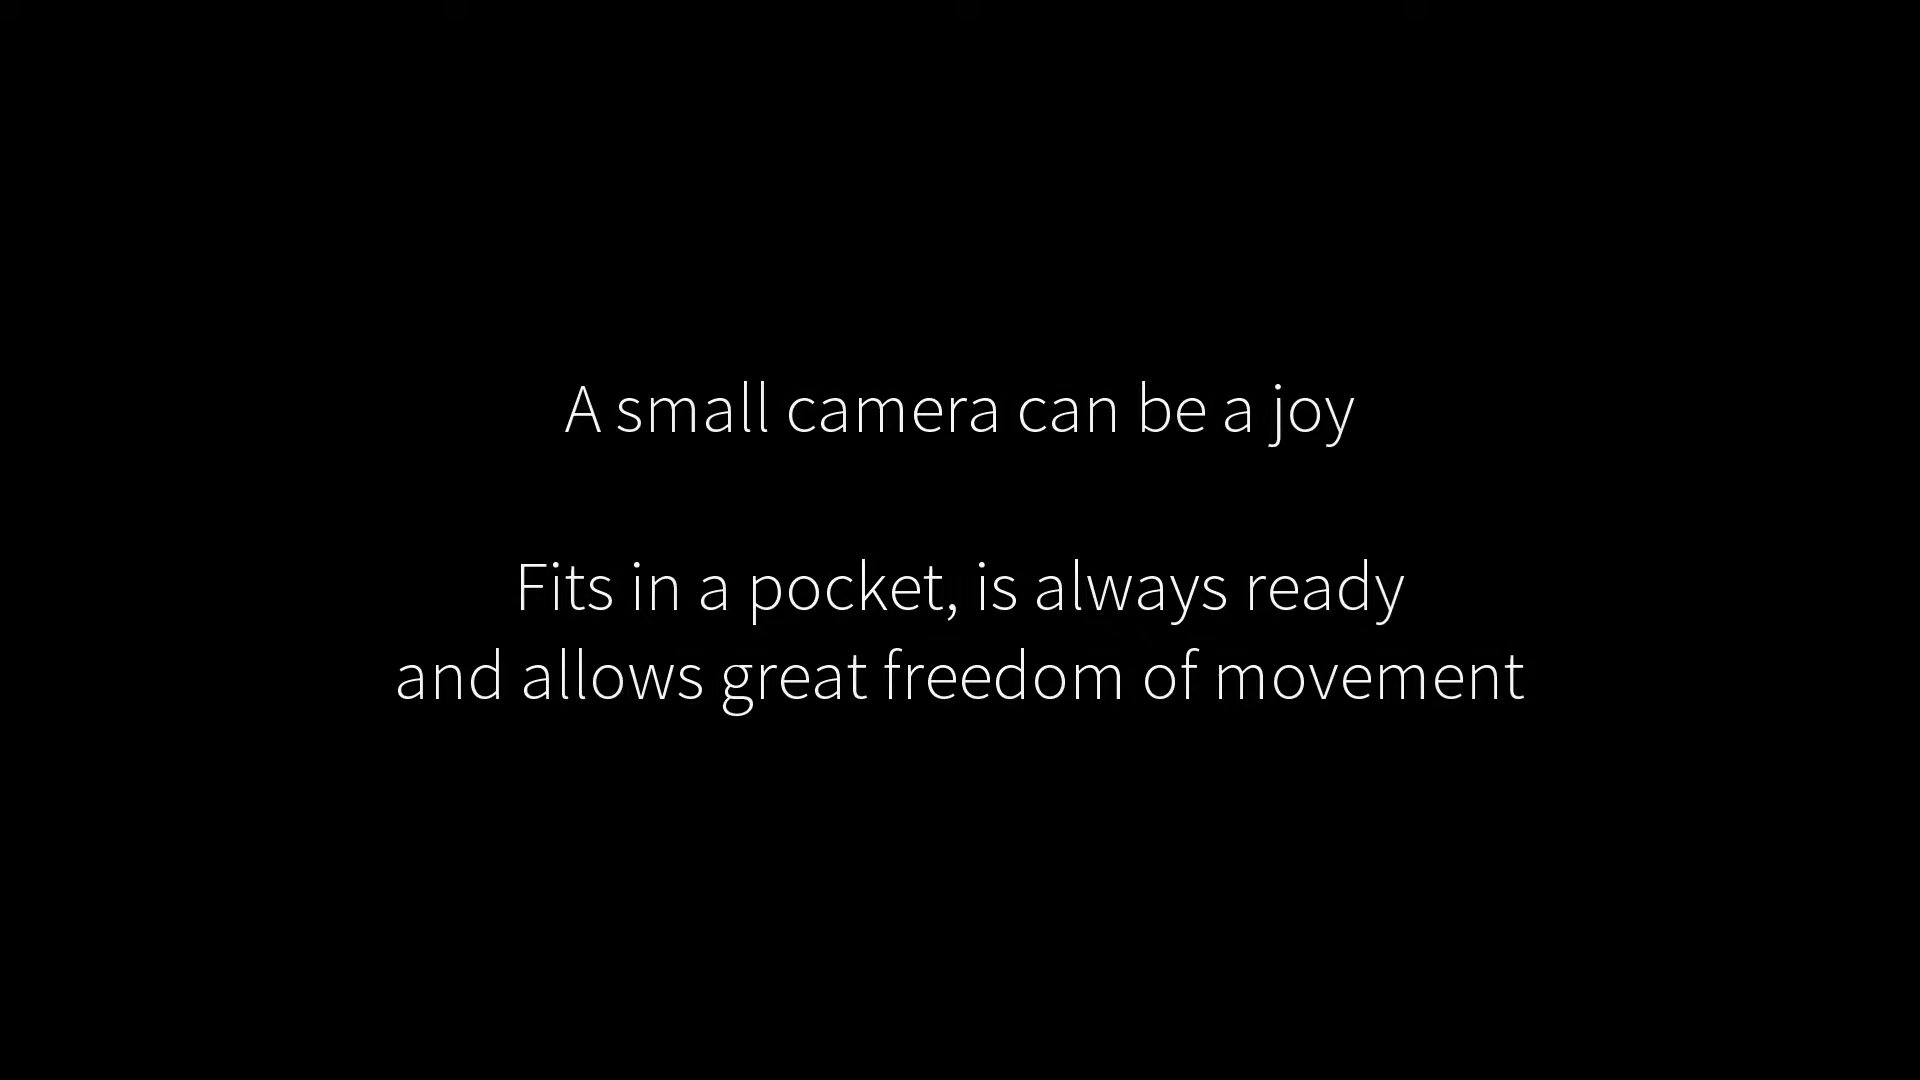 A small camera can be a joy
Fits in a pocket, is always ready
and allows great freedom of movement